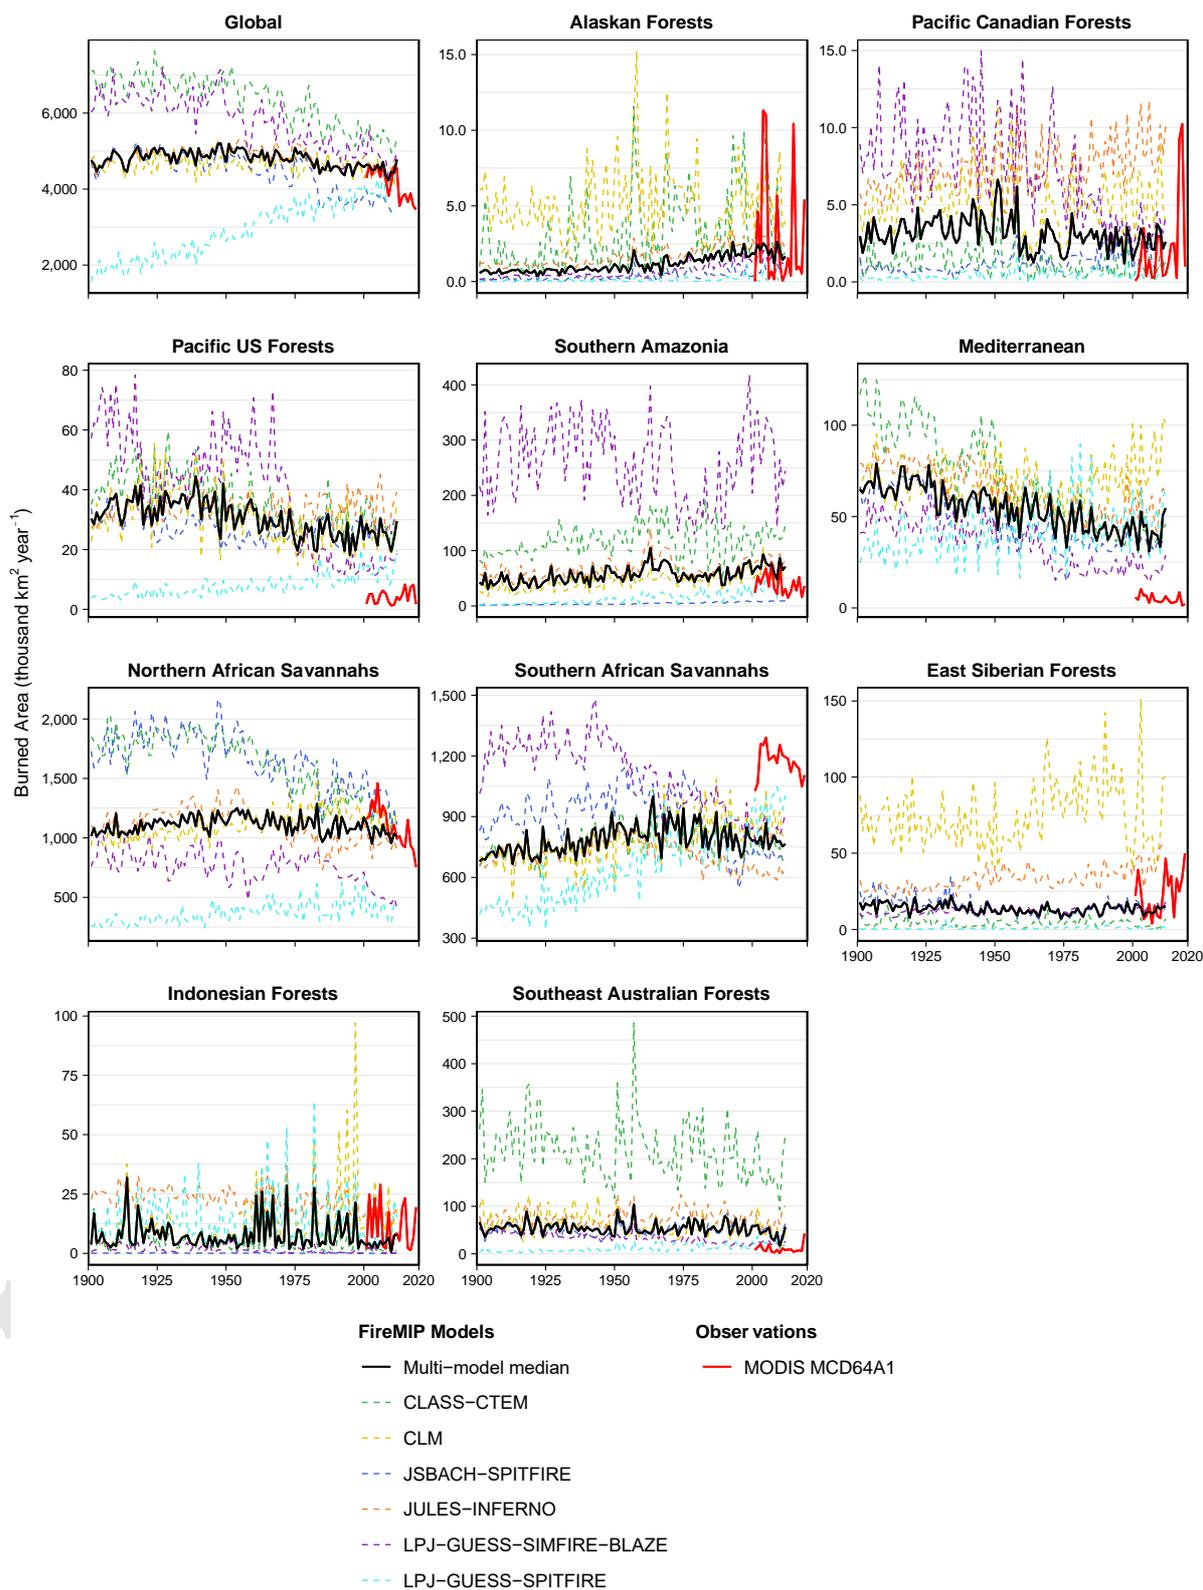 Global
Alaskan Forests
Pacific Canadian Forests
6,000
4,000
2,000
15.0
10.0
5.0
0.0
15.0
10.0
5.0
0.0
Pacific US Forests
Southern Amazonia
Mediterranean
80
60
40
20
0
400
300
200
100
0
100
50
0
Burned Area (thousand km² year⁻¹)
Northern African Savannahs
Southern African Savannahs
East Siberian Forests
2,000
1,500
1,000
500
1,500
1,200
900
600
300
150
100
50
0
1900 1925 1950 1975 2000 2020
Indonesian Forests
Southeast Australian Forests
100
75
50
25
0
500
400
300
200
100
0
1900 1925 1950 1975 2000 2020
1900 1925 1950 1975 2000 2020
FireMIP Models
Obser vations
Multi−model median
MODIS MCD64A1
CLASS−CTEM
CLM
JSBACH−SPITFIRE
JULES−INFERNO
LPJ-GUESS−SIMFIRE−BLAZE
LPJ-GUESS−SPITFIRE